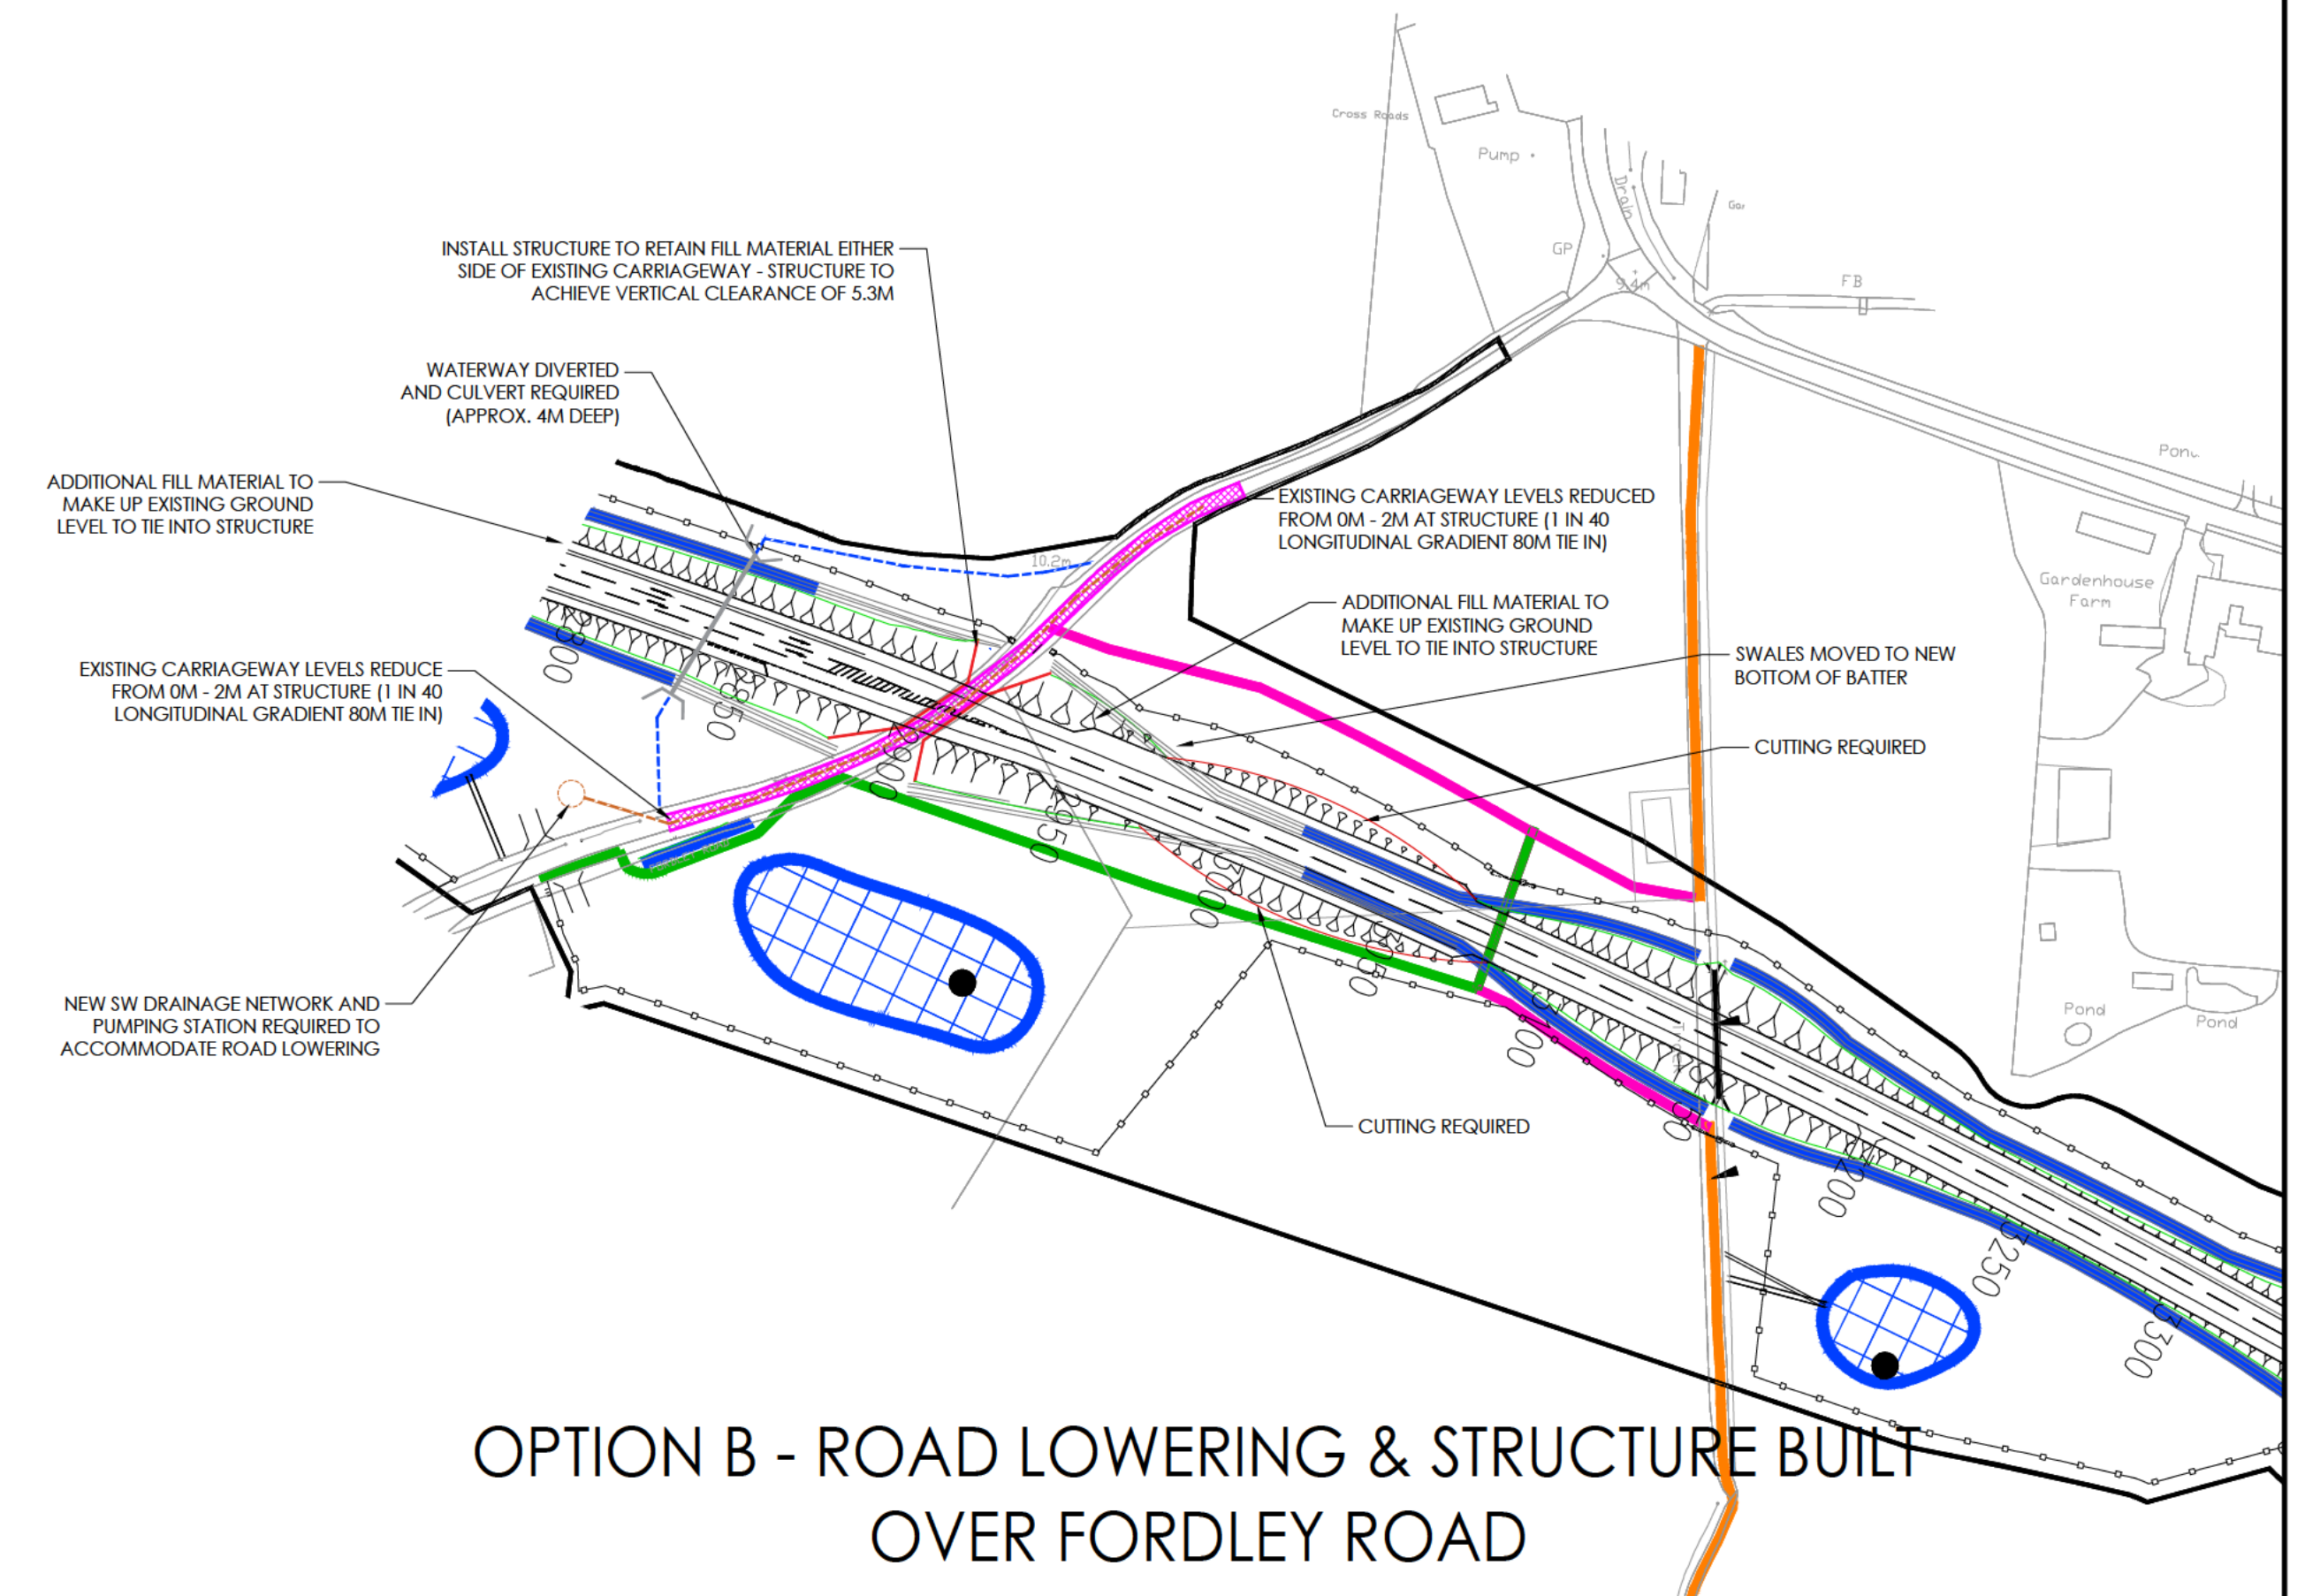 Cross Roads
Pump
Drain
GP
9.4m
FB
INSTALL STRUCTURE TO RETAIN FILL MATERIAL EITHER
SIDE OF EXISTING CARRIAGEWAY - STRUCTURE TO
ACHIEVE VERTICAL CLEARANCE OF 5.3M
WATERWAY DIVERTED
AND CULVERT REQUIRED
(APPROX. 4M DEEP)
ADDITIONAL FILL MATERIAL TO
MAKE UP EXISTING GROUND
LEVEL TO TIE INTO STRUCTURE
EXISTING CARRIAGEWAY LEVELS REDUCED
FROM 0M - 2M AT STRUCTURE (1 IN 40
LONGITUDINAL GRADIENT 80M TIE IN)
10.2m
Gardenhouse
Farm
ADDITIONAL FILL MATERIAL TO
MAKE UP EXISTING GROUND
LEVEL TO TIE INTO STRUCTURE
SWALES MOVED TO NEW
BOTTOM OF BATTER
EXISTING CARRIAGEWAY LEVELS REDUCE
FROM 0M - 2M AT STRUCTURE (1 IN 40
LONGITUDINAL GRADIENT 80M TIE IN)
CUTTING REQUIRED
NEW SW DRAINAGE NETWORK AND
PUMPING STATION REQUIRED TO
ACCOMMODATE ROAD LOWERING
Pond
Pond
CUTTING REQUIRED
OPTION B - ROAD LOWERING & STRUCTURE BUILT
OVER FORDLEY ROAD